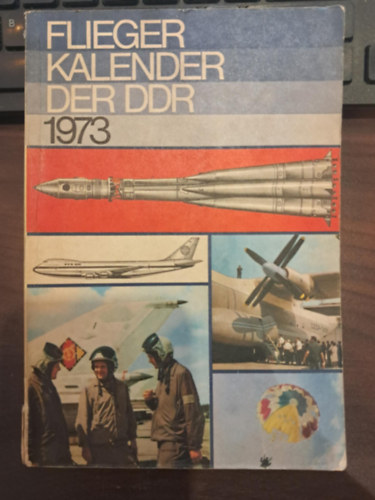 FLIEGER
KALENDER
DER DDR
1973